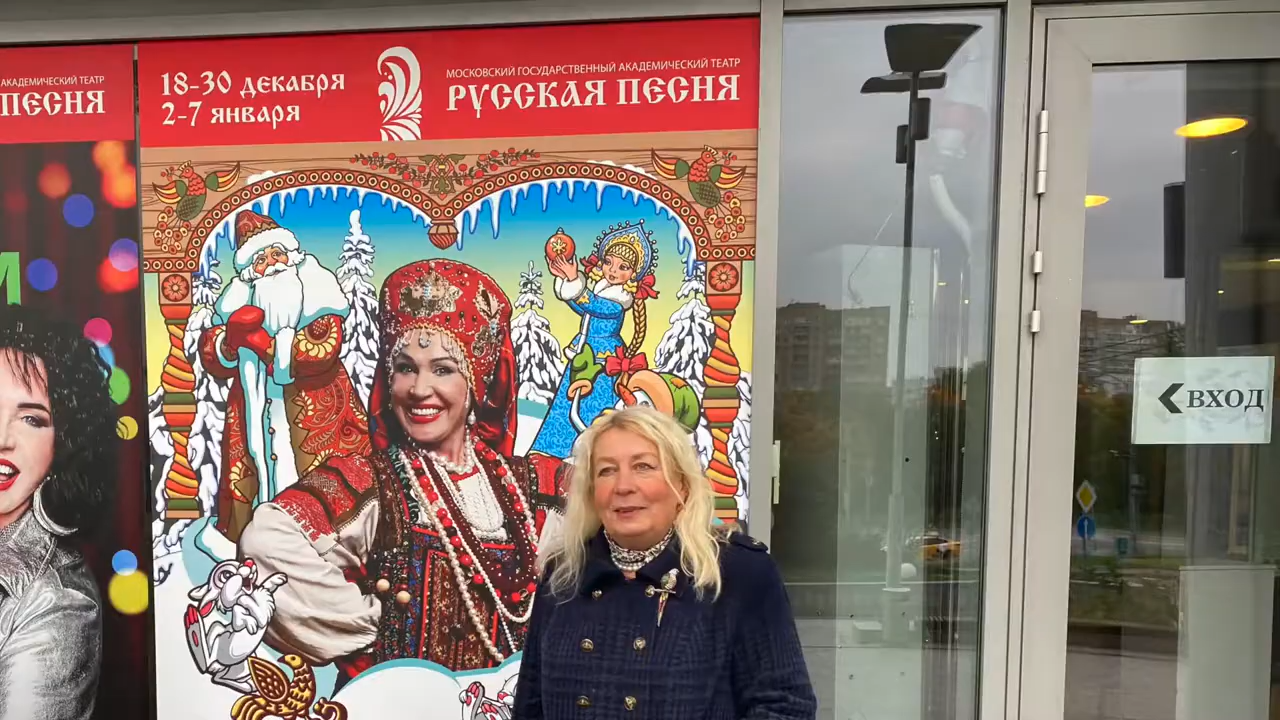 АКАДЕМИЧЕСКИЙ ТЕАТР
ПЕСНЯ
18-30 декабря
2-7 января
МОСКОВСКИЙ ГОСУДАРСТВЕННЫЙ АКАДЕМИЧЕСКИЙ ТЕАТР
РУССКАЯ ПЕСНЯ
ВХОД